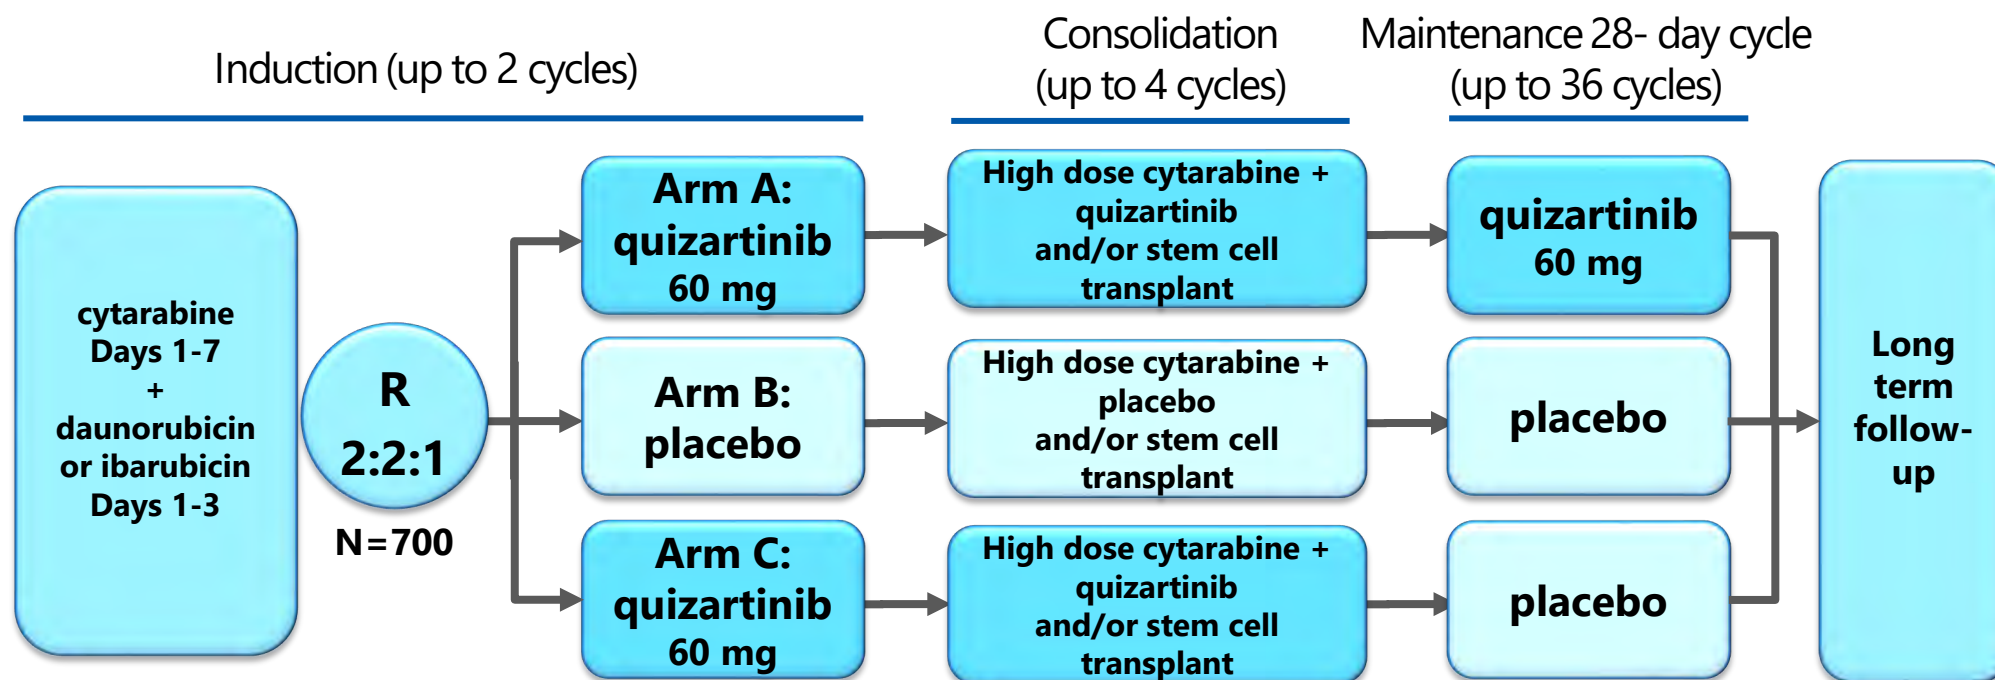 Induction (up to 2 cycles)
Consolidation
(up to 4 cycles)
Maintenance 28- day cycle
(up to 36 cycles)
cytarabine
Days 1-7
+
daunorubicin
or ibarubicin
Days 1-3
R
2:2:1
N=700
Arm A:
quizartinib
60 mg
High dose cytarabine +
quizartinib
and/or stem cell
transplant
quizartinib
60 mg
Arm B:
placebo
High dose cytarabine +
placebo
and/or stem cell
transplant
placebo
Arm C:
quizartinib
60 mg
High dose cytarabine +
quizartinib
and/or stem cell
transplant
placebo
Long
term
follow-
up